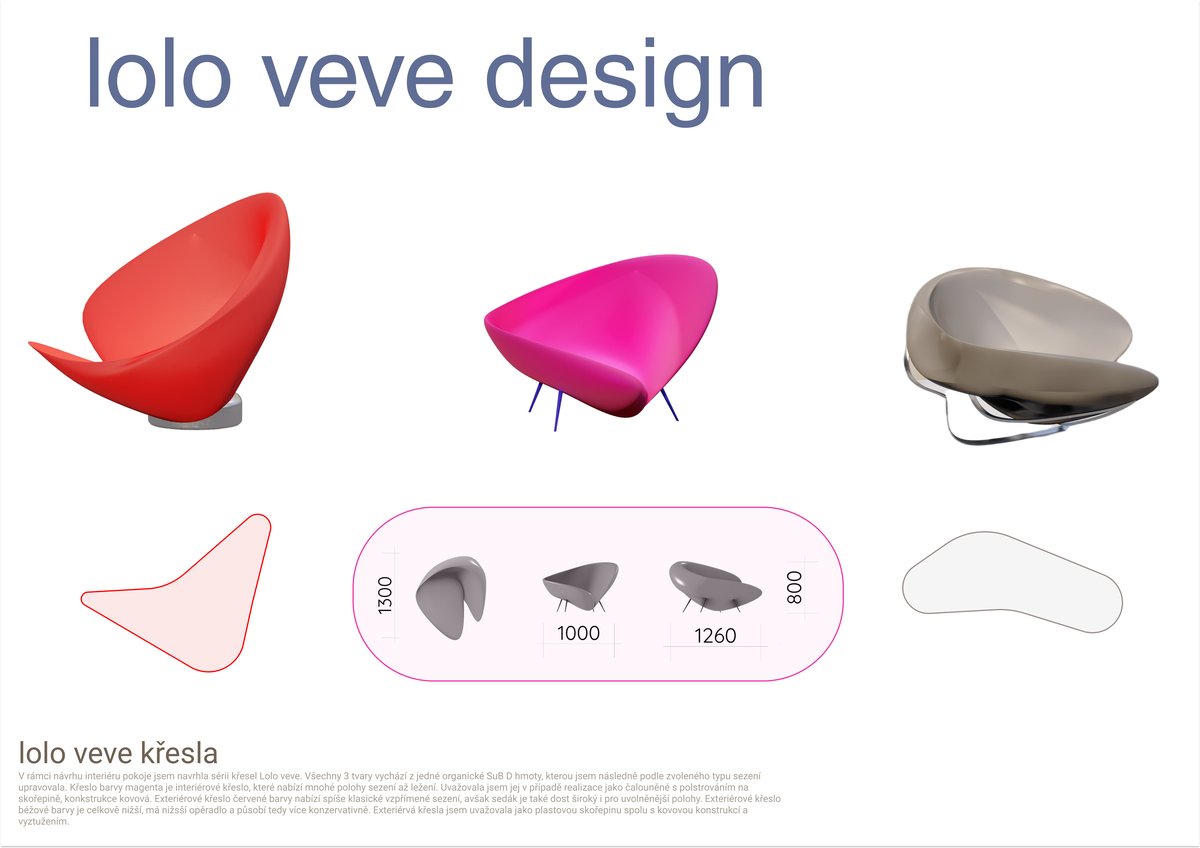 lolo veve design
1300
1000
1260
800
lolo veve křesla
V rámci návrhu interiéru pokoje jsem navrhla sérii křesel Lolo veve. Všechny 3 tvary vychází z jedné organické SuB D hmoty, kterou jsem následně podle zvoleného typu sezení
upravovala. Křeslo barvy magenta je interiérové křeslo, které nabízí mnohé polohy sezení až ležení. Uvažovala jsem jej v případě realizace jako čalouněné s polstrováním na
skořepině, konkstrukce kovová. Exteriérové křeslo červené barvy nabízí spíše klasické vzpřímené sezení, avšak sedák je také dost široký i pro uvolněnější polohy. Exteriérové křeslo
béžové barvy je celkově nižší, má nižsší opěradlo a působí tedy více konzervativně. Exteriérvá křesla jsem uvažovala jako plastovou skořepinu spolu s kovovou konstrukcí a
vyztužením.